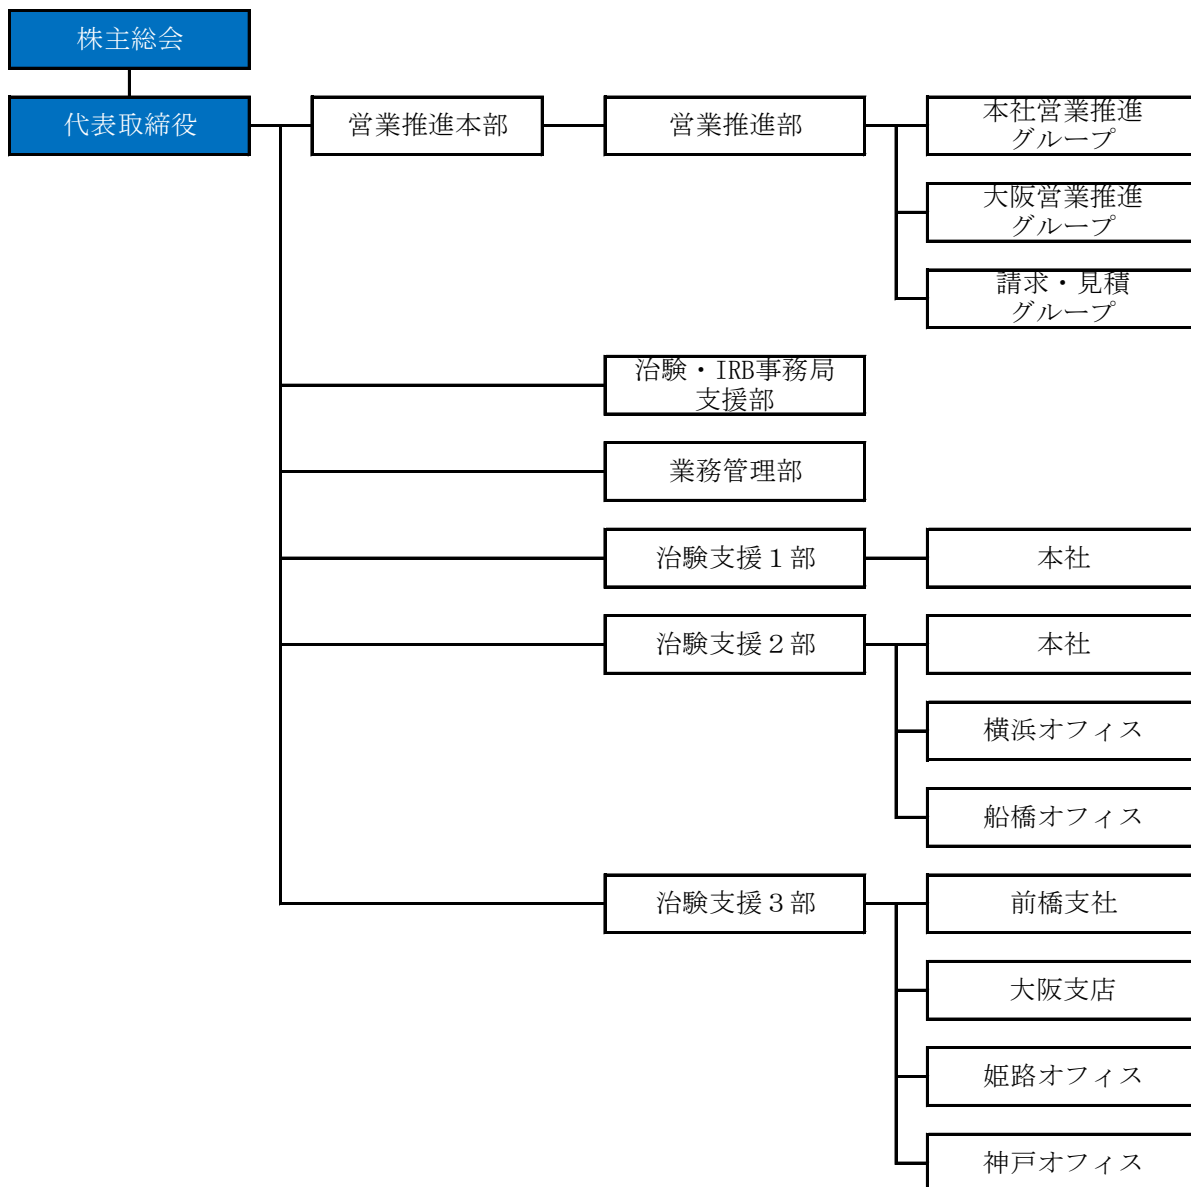 株主総会
代表取締役
営業推進本部
営業推進部
本社営業推進
グループ
大阪営業推進
グループ
請求・見積
グループ
治験・IRB事務局
支援部
業務管理部
治験支援１部
本社
治験支援２部
本社
横浜オフィス
船橋オフィス
治験支援３部
前橋支社
大阪支店
姫路オフィス
神戸オフィス